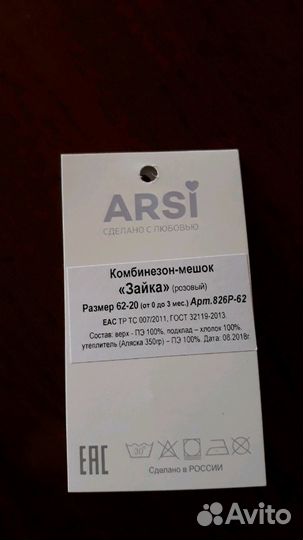 ARSi
СДЕЛАНО С ЛЮБОВЬЮ
Комбинезон-мешок
«Зайка» (розовый)
Размер 62-20 (от 0 до 3 мес.) Арт.826Р-62
ЕАС ТР ТС 007/2011, ГОСТ 32119-2013.
Состав: верх - ПЭ 100%, подклад – хлопок 100%,
утеплитель (Аляска 350гр) – ПЭ 100%. Дата: 08.2018г.
EAC
30°
Сделано в РОССИИ
Avito